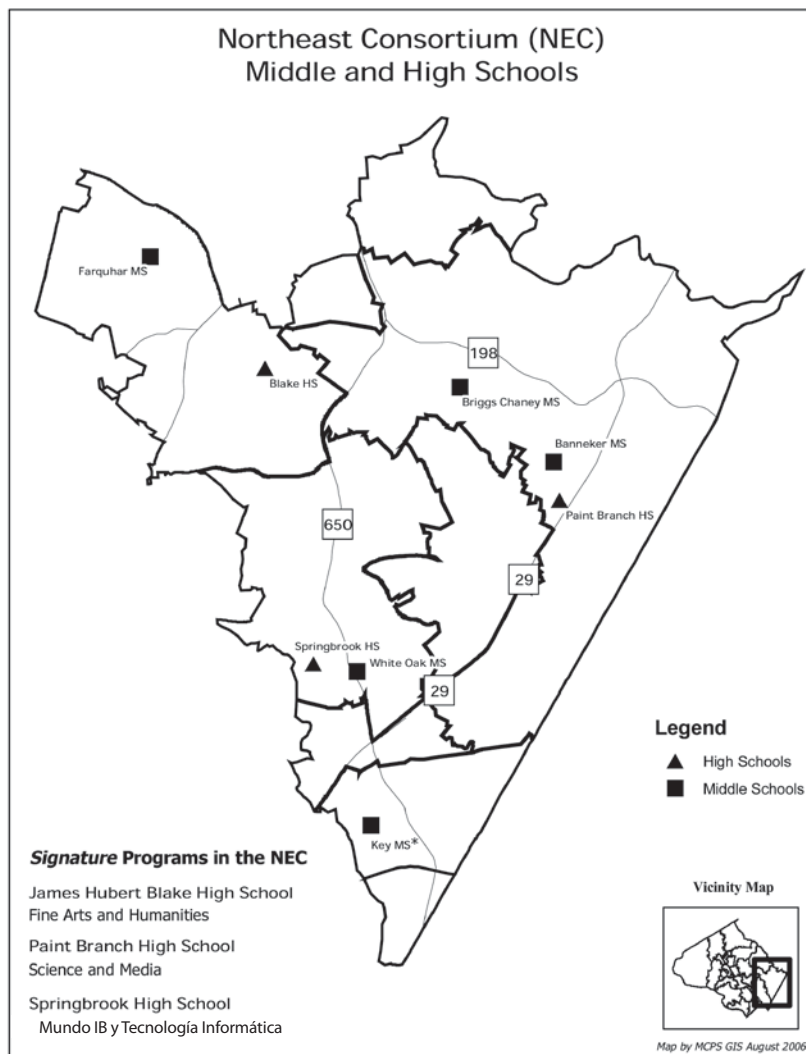 Northeast Consortium (NEC)
Middle and High Schools
Farquhar MS
198
Blake HS
Briggs Chaney MS
Banneker MS
Paint Branch HS
650
29
Springbrook HS
White Oak MS
29
Legend
High Schools
Middle Schools
Key MS*
Signature Programs in the NEC
James Hubert Blake High School
Fine Arts and Humanities
Paint Branch High School
Science and Media
Springbrook High School
Mundo IB y Tecnología Informática
Vicinity Map
Map by MCPS GIS August 2006